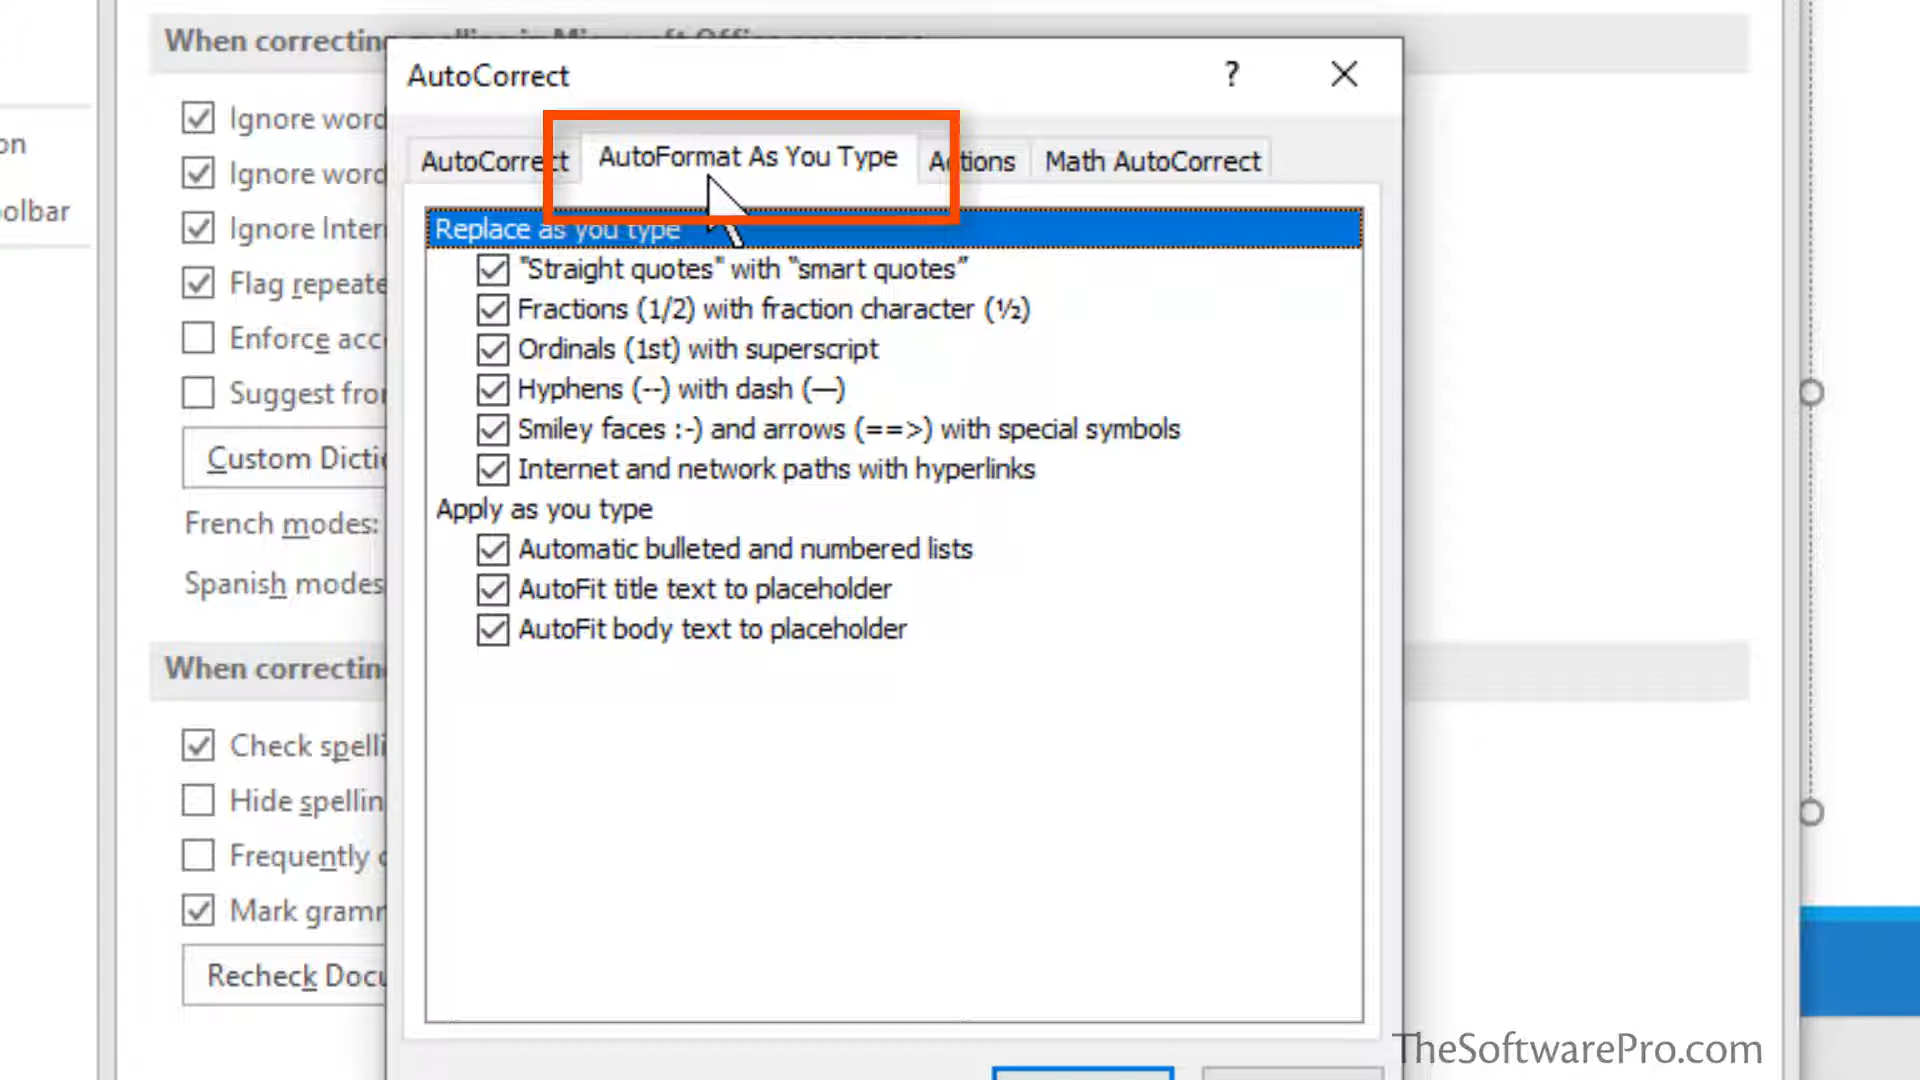 When correcting
AutoCorrect
?
AutoCorrect
AutoFormat As You Type
Actions
Math AutoCorrect
Replace as you type
"Straight quotes" with “smart quotes”
Fractions (1/2) with fraction character (½)
Ordinals (1st) with superscript
Hyphens (--) with dash (—)
Smiley faces :-) and arrows (==>) with special symbols
Internet and network paths with hyperlinks
Apply as you type
Automatic bulleted and numbered lists
AutoFit title text to placeholder
AutoFit body text to placeholder
on
olbar
Ignore word
Ignore word
Ignore Inter
Flag repeate
Enforce acc
Suggest fro
Custom Dicti
French modes:
Spanish modes
When correctin
Check spelli
Hide spellin
Frequently
Mark gramm
Recheck Docu
TheSoftwarePro.com